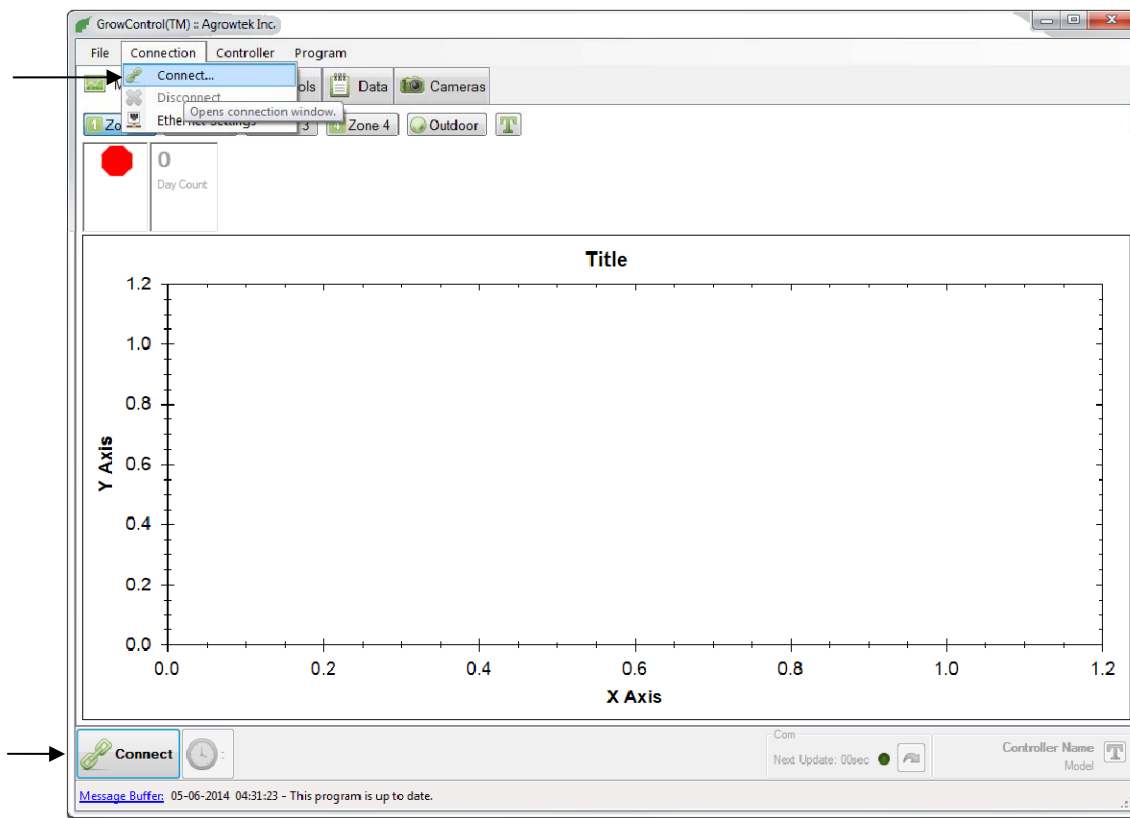 GrowControl(TM) :: Agrowtek Inc.
File Connection Controller Program
Connect...
Data Cameras
Disconnect
Opens connection window.
Zone 4 Outdoor T
0
Day Count
Title
1.2
1.0
0.8
0.6
0.4
0.2
0.0
Y Axis
0.0 0.2 0.4 0.6 0.8 1.0 1.2
X Axis
Connect
Com
Next Update: 00sec
Controller Name
Model
T
Message Buffer: 05-06-2014 04:31:23 - This program is up to date.